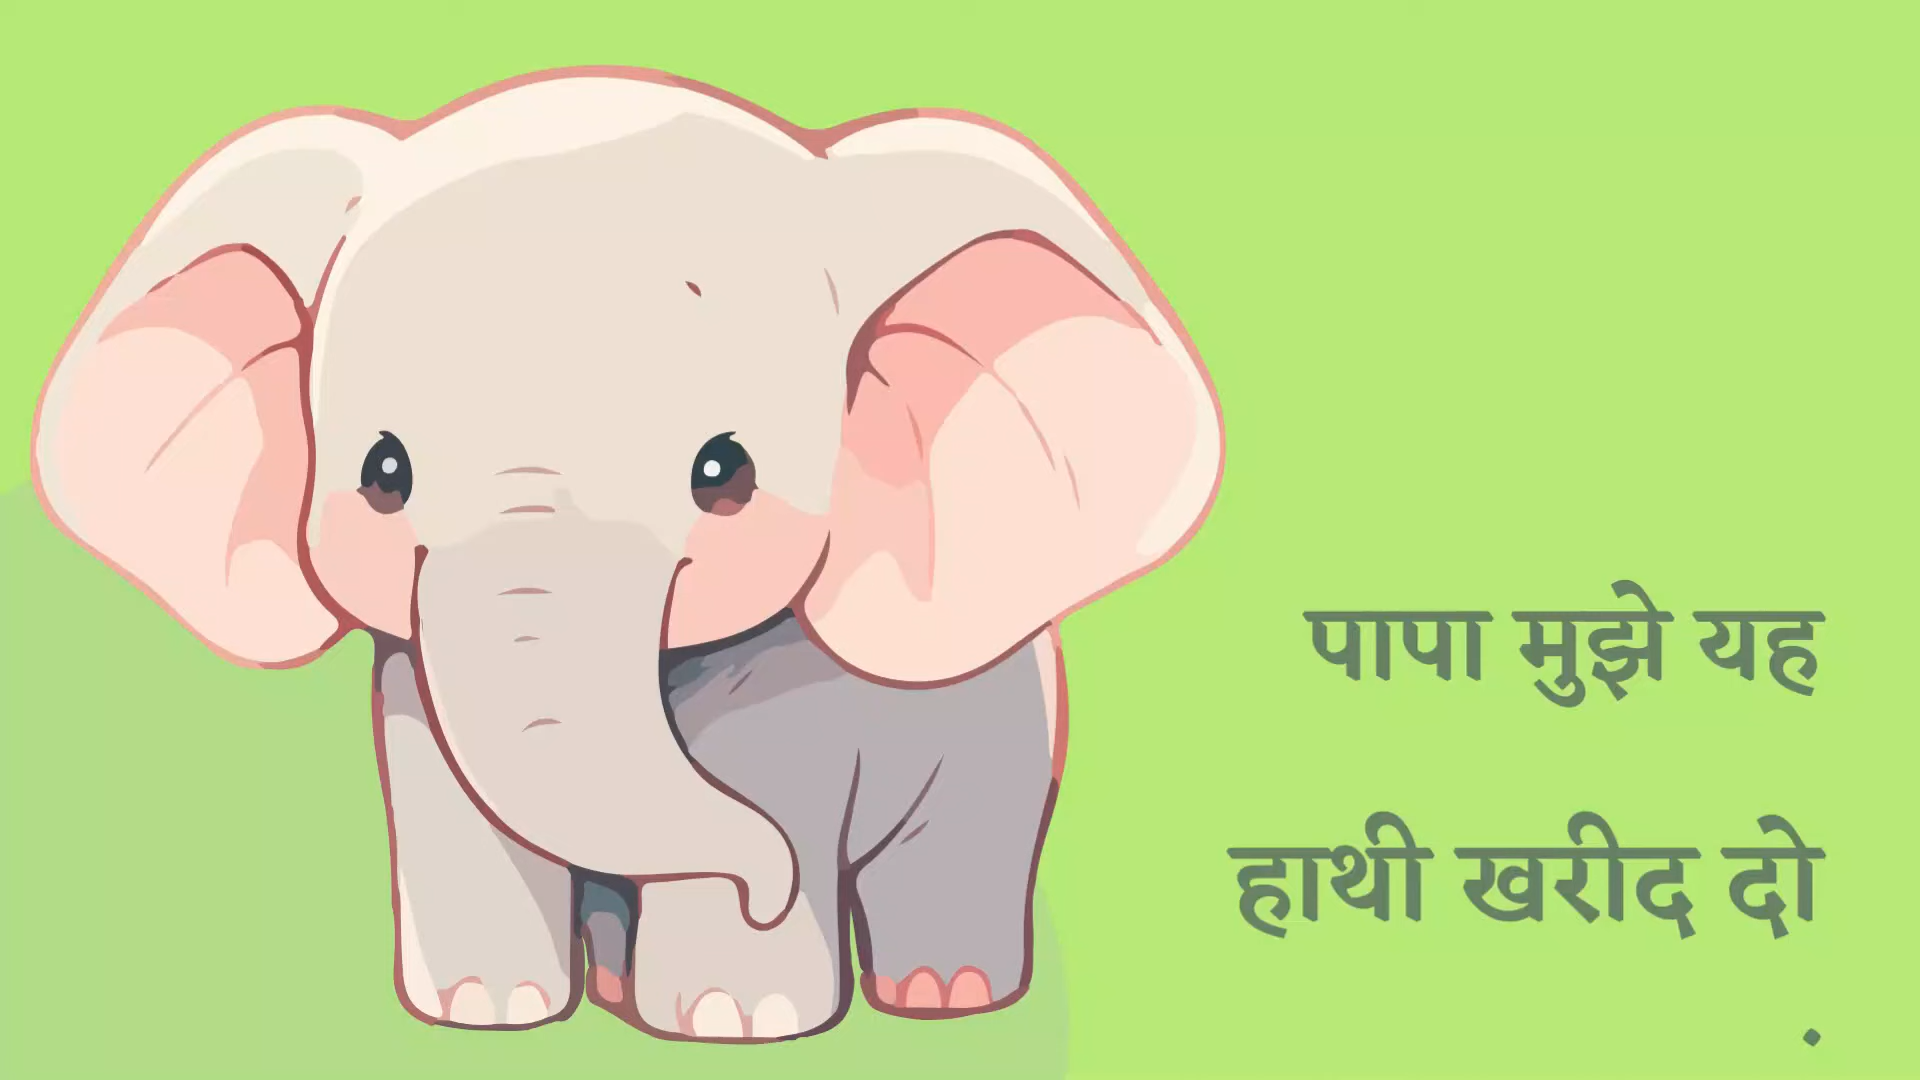 पापा मुझे यह
हाथी खरीद दो
.